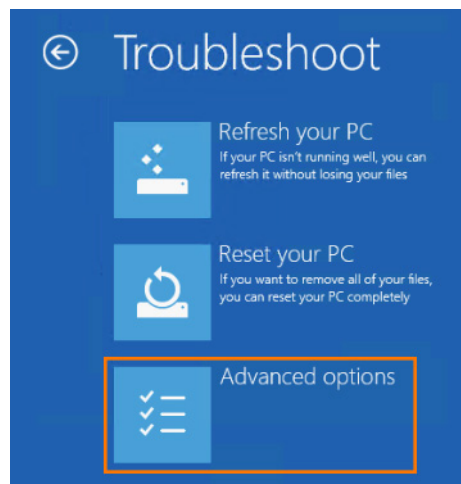 Troubleshoot
Refresh your PC
If your PC isn't running well, you can
refresh it without losing your files
Reset your PC
If you want to remove all of your files,
you can reset your PC completely
Advanced options